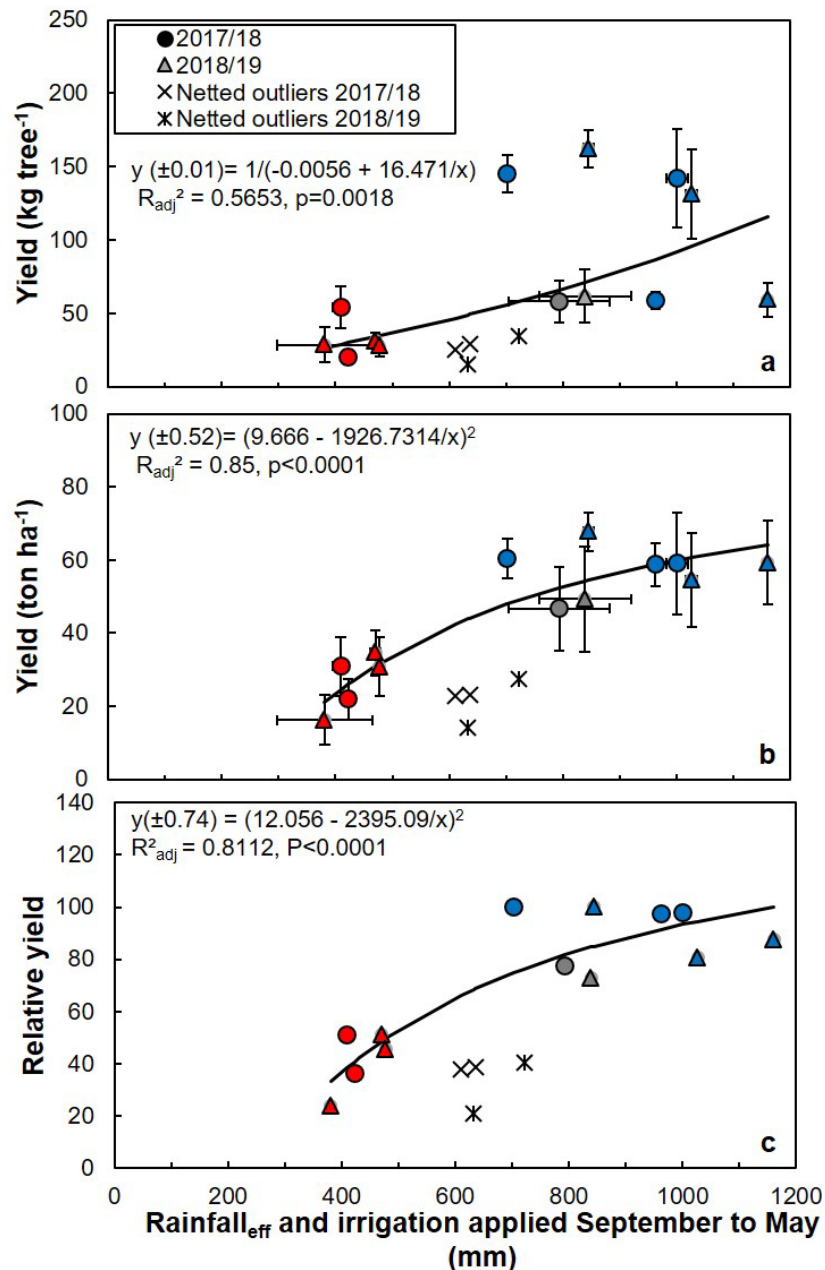 250
200
150
100
50
0
Yield (kg tree⁻¹)
2017/18
2018/19
Netted outliers 2017/18
Netted outliers 2018/19
y (±0.01)= 1/(-0.0056 + 16.471/x)
R_adj² = 0.5653, p=0.0018
a
100
80
60
40
20
0
Yield (ton ha⁻¹)
y (±0.52)= (9.666 - 1926.7314/x)²
R_adj² = 0.85, p<0.0001
b
140
120
100
80
60
40
20
0
Relative yield
y(±0.74) = (12.056 - 2395.09/x)²
R²_adj = 0.8112, P<0.0001
c
0 200 400 600 800 1000 1200
Rainfall_eff and irrigation applied September to May
(mm)